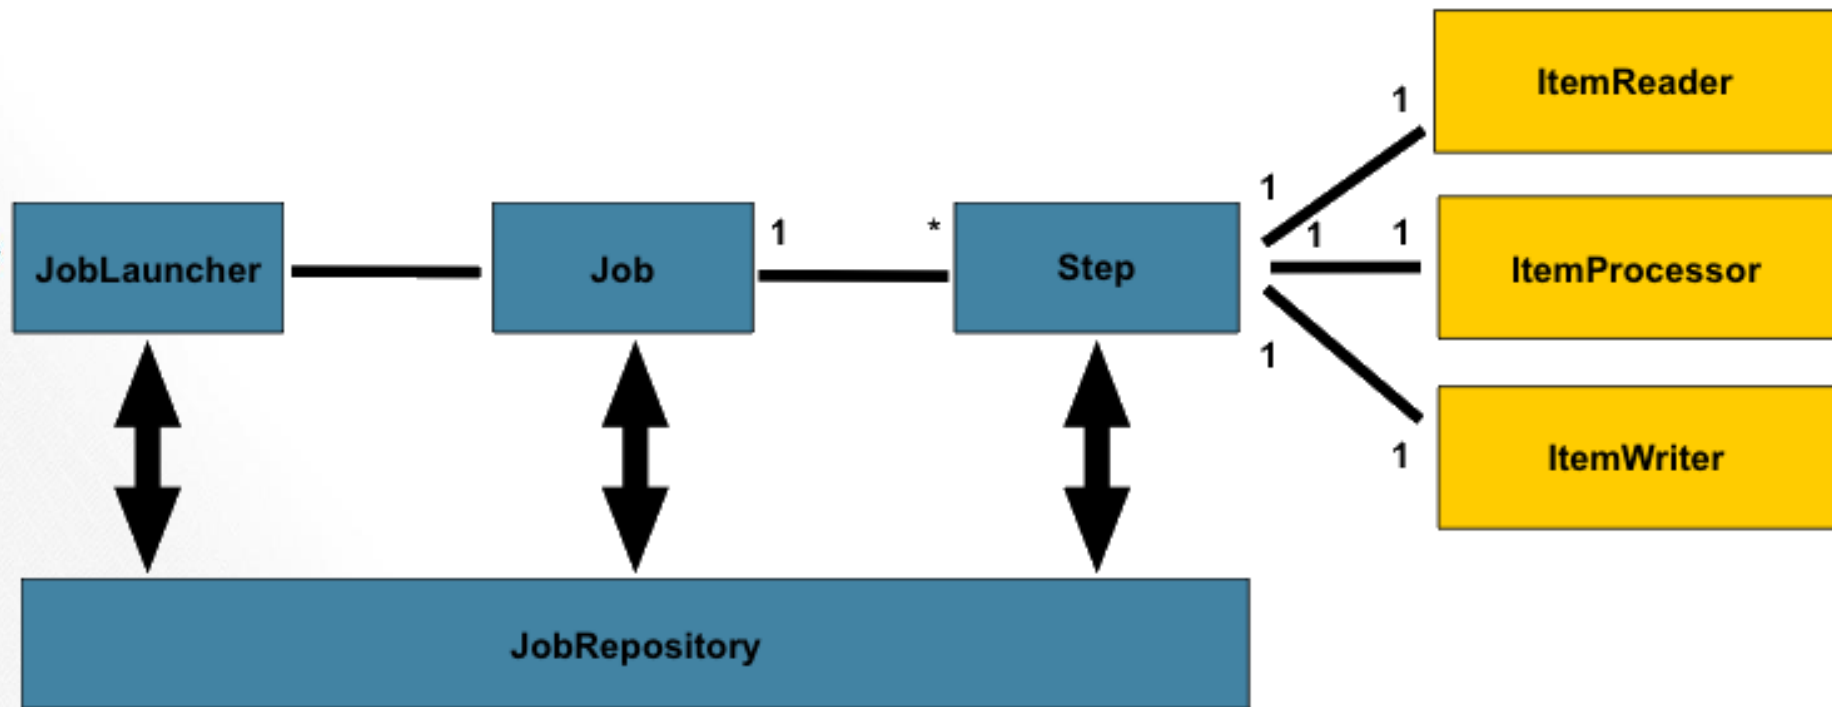 ItemReader
1
1
1
*
1
1
JobLauncher
Job
Step
ItemProcessor
1
1
ItemWriter
JobRepository